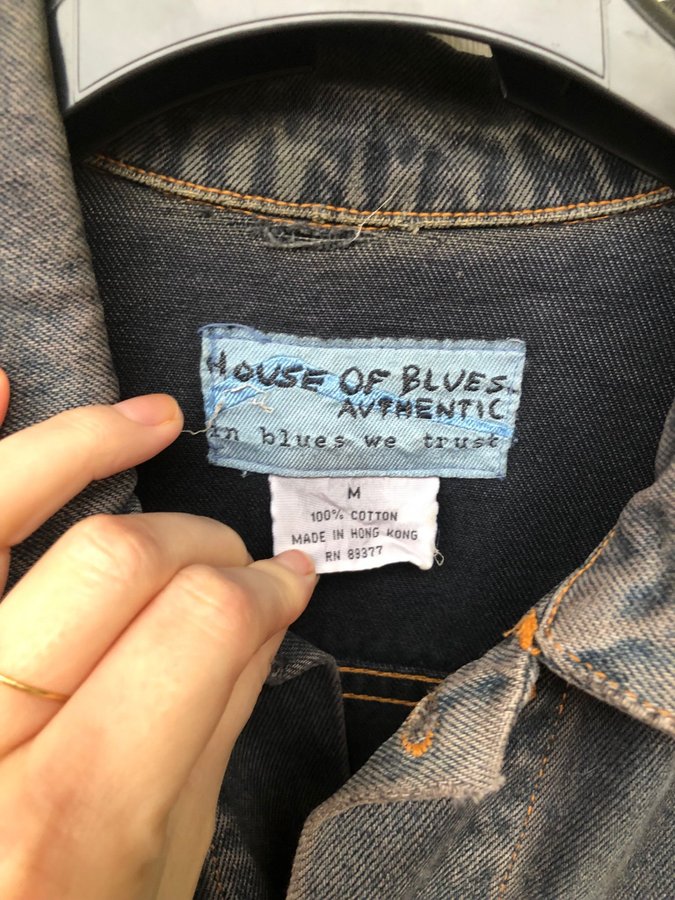 HOUSE OF BLUES
AUTHENTIC
in blues we trust
M
100% COTTON
MADE IN HONG KONG
RN 89377